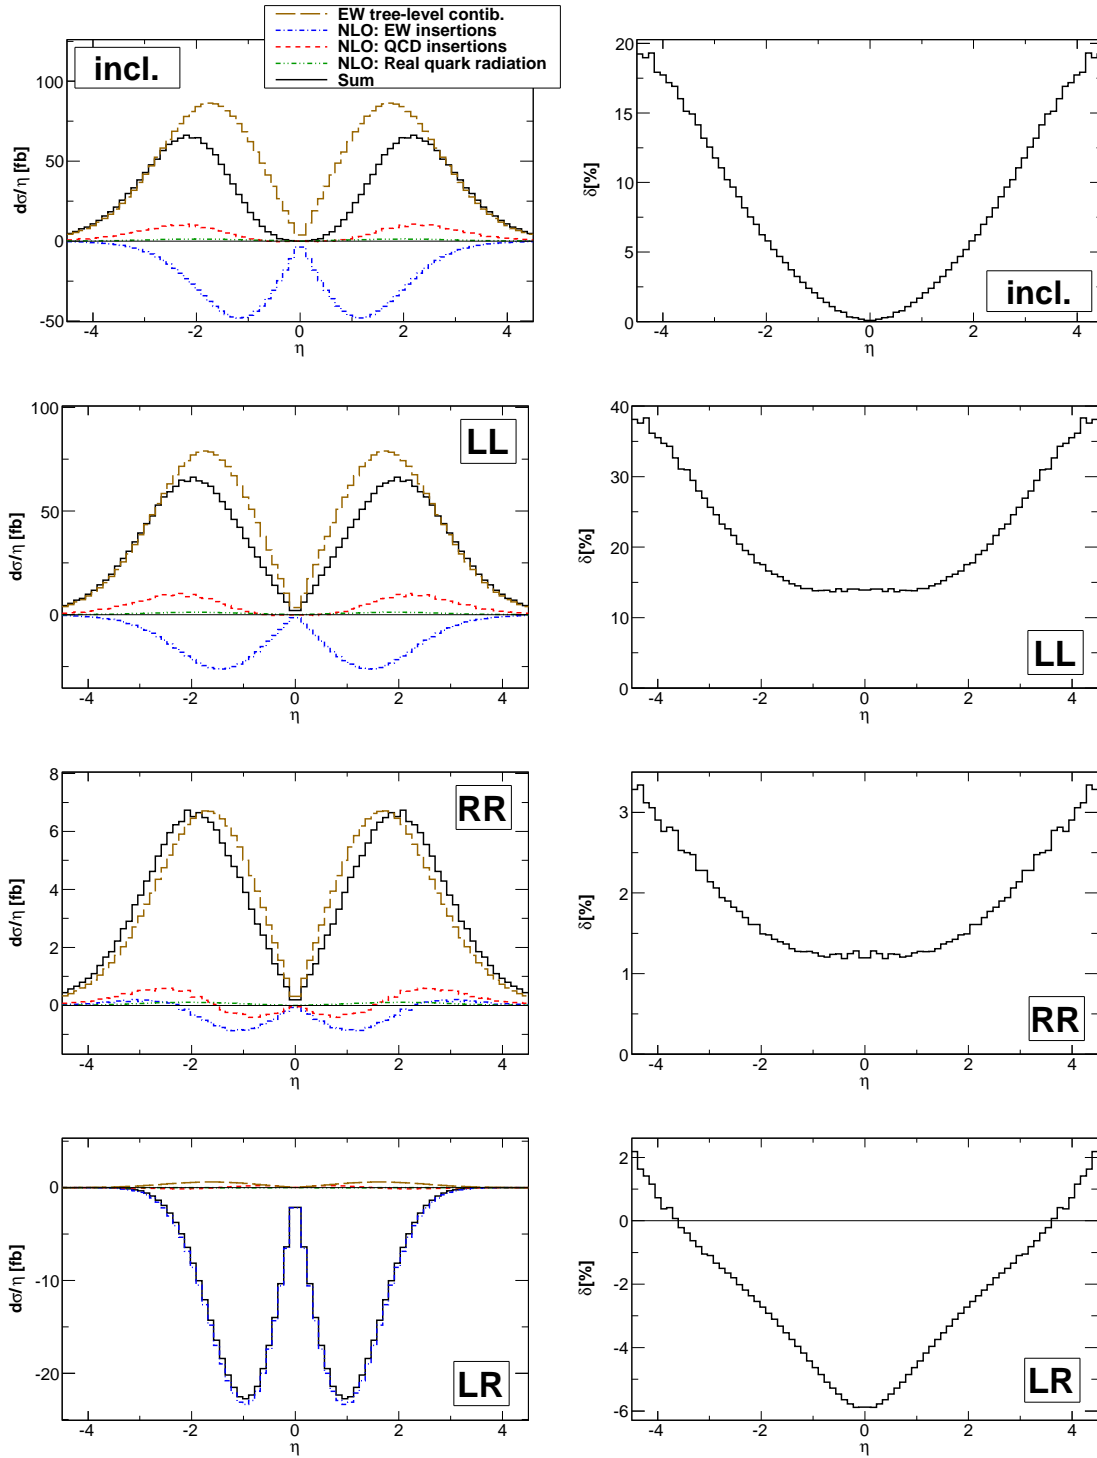 EW tree-level contib.
NLO: EW insertions
NLO: QCD insertions
NLO: Real quark radiation
Sum
incl.
dσ/η [fb]
100
50
0
-50
-4
-2
0
2
4
η
incl.
δ[%]
20
15
10
5
0
-4
-2
0
2
4
η
LL
dσ/η [fb]
100
50
0
-4
-2
0
2
4
η
LL
δ[%]
40
30
20
10
0
-4
-2
0
2
4
η
RR
dσ/η [fb]
8
6
4
2
0
-4
-2
0
2
4
η
RR
δ[%]
3
2
1
0
-4
-2
0
2
4
η
LR
dσ/η [fb]
0
-10
-20
-4
-2
0
2
4
η
LR
δ[%]
2
0
-2
-4
-6
-4
-2
0
2
4
η